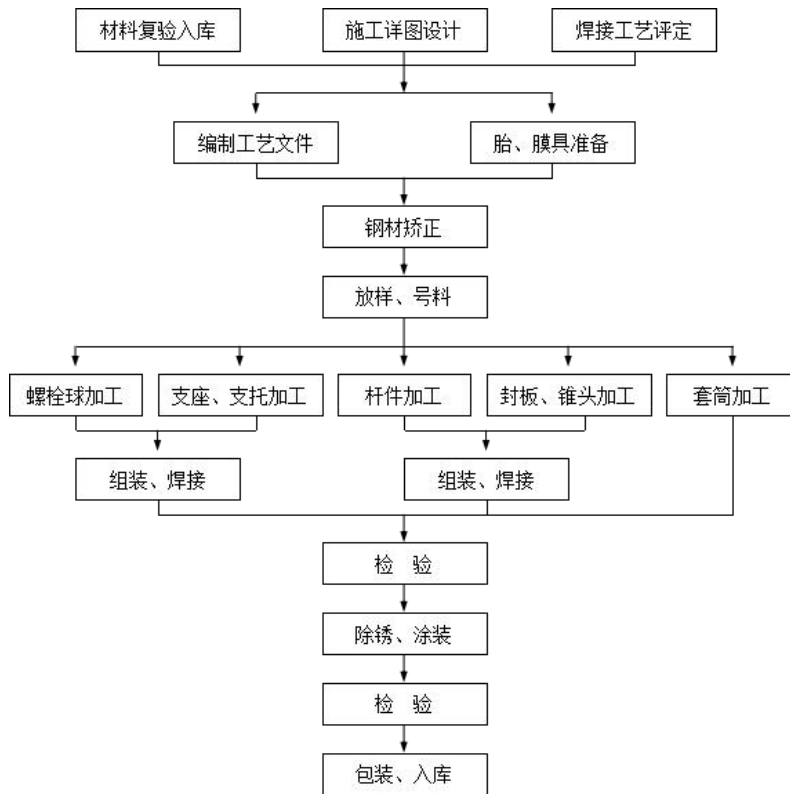 材料复验入库
施工详图设计
焊接工艺评定
编制工艺文件
胎、膜具准备
钢材矫正
放样、号料
螺栓球加工
支座、支托加工
杆件加工
封板、锥头加工
套筒加工
组装、焊接
组装、焊接
检　验
除锈、涂装
检　验
包装、入库